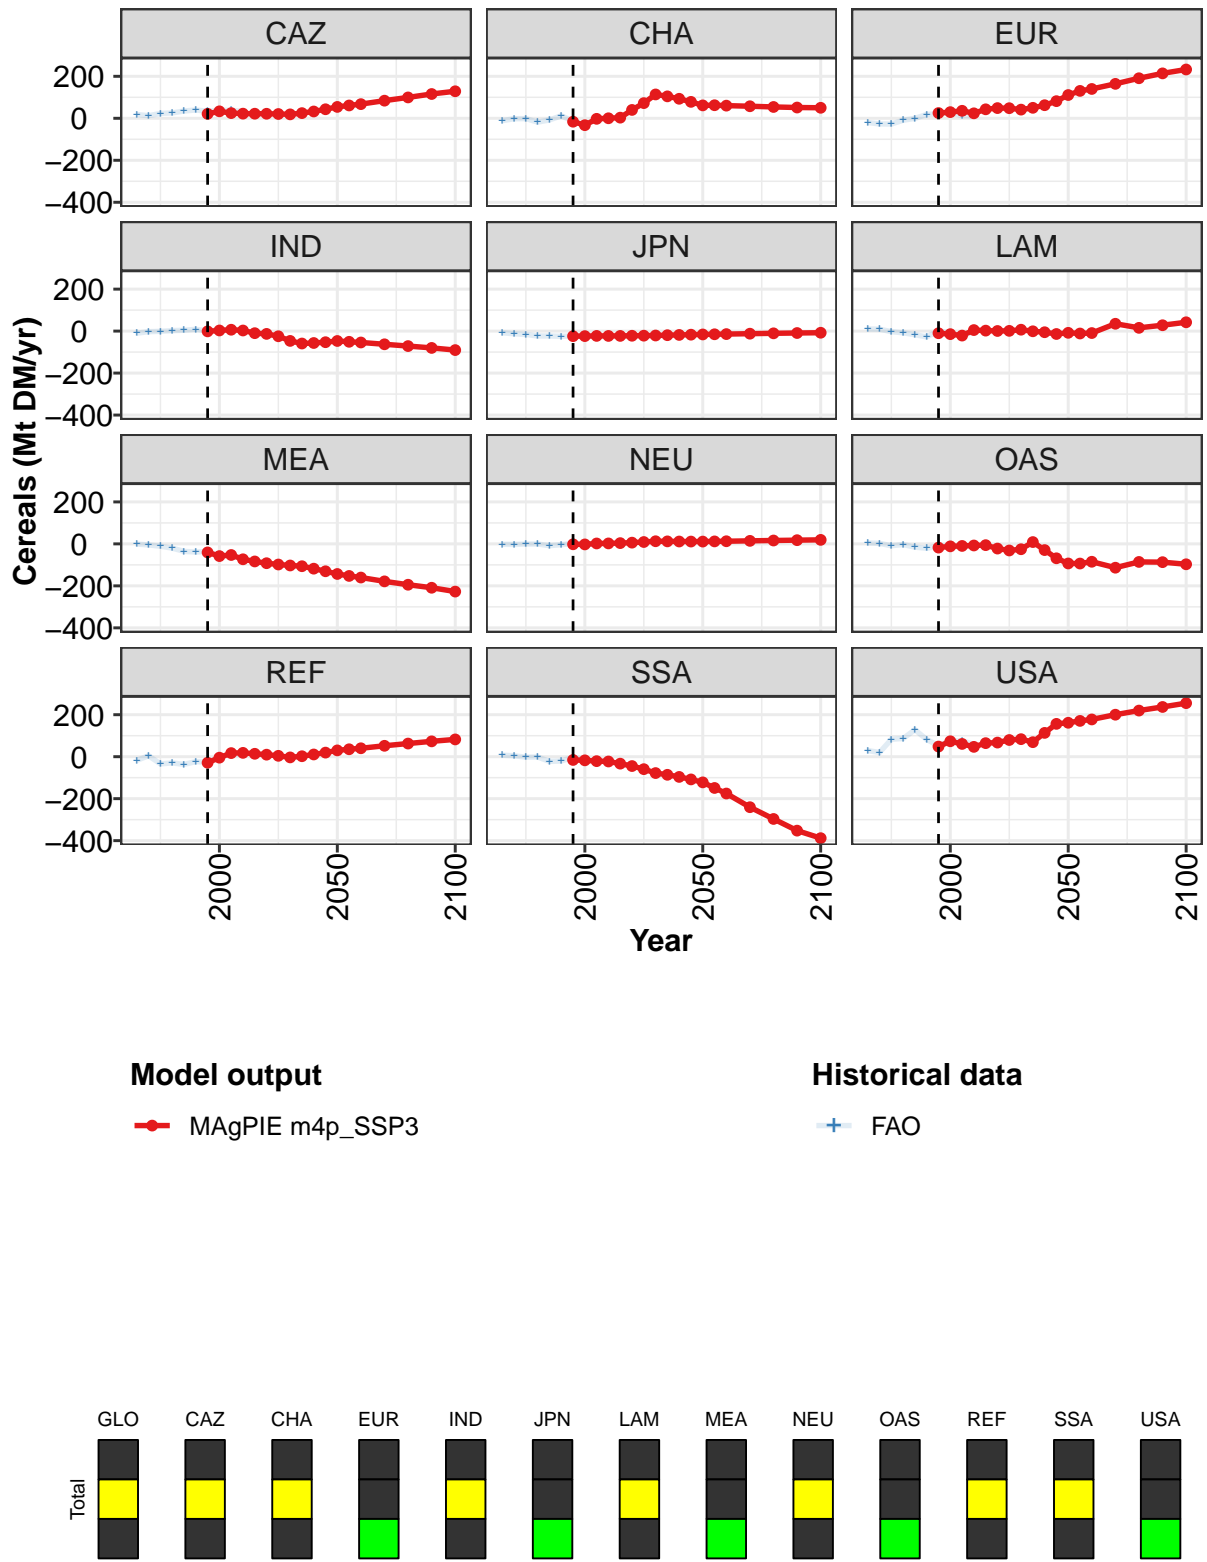 CAZ CHA EUR
200
0
−200
−400
IND JPN LAM
200
0
−200
−400
MEA NEU OAS
200
0
−200
−400
REF SSA USA
200
0
−200
−400
Cereals (Mt DM/yr)
2000 2050 2100 2000 2050 2100 2000 2050 2100
Year
Model output
MAgPIE m4p_SSP3
Historical data
FAO
GLO CAZ CHA EUR IND JPN LAM MEA NEU OAS REF SSA USA
Total